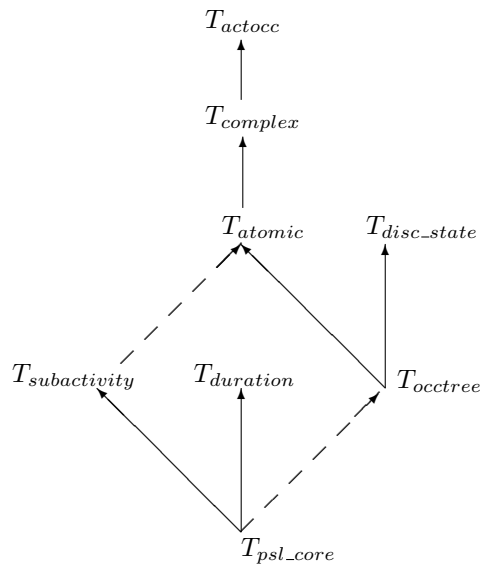 T_actocc
T_complex
T_atomic T_disc_state
T_subactivity T_duration T_occtree
T_psl_core